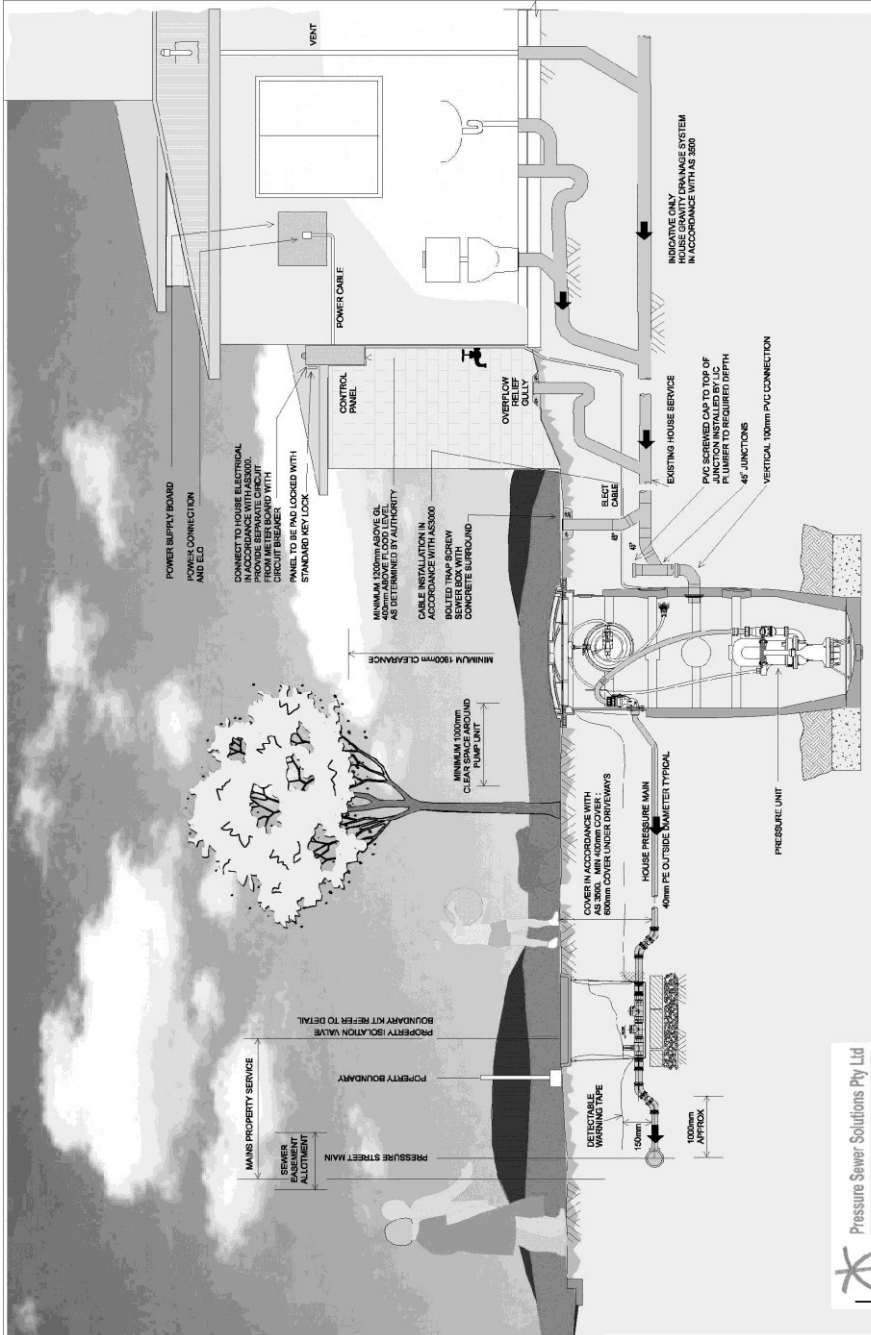 VENT
POWER SUPPLY BOARD
POWER CONNECTION
AND ELO
CONNECT TO HOUSE ELECTRICAL
IN ACCORDANCE WITH AS3000.
PROVIDE SEPARATE CIRCUIT
FROM METER BOARD WITH
CIRCUIT BREAKER
PANEL TO BE PAD LOCKED WITH
STANDARD KEY LOCK
POWER CABLE
CONTROL
PANEL
MINIMUM 1200mm ABOVE GL
400mm ABOVE FLOOD LEVEL
AS DETERMINED BY AUTHORITY
CABLE INSTALLATION IN
ACCORDANCE WITH AS3000
BOLTED TRAP SCREW
SEWER BOX WITH
CONCRETE SURROUND
OVERFLOW
RELIEF
GULLY
MINIMUM 1800mm CLEARANCE
MINIMUM 1000mm
CLEAR SPACE AROUND
PUMP UNIT
MAINS PROPERTY SERVICE
SEWER
EASEMENT
ALLOTMENT
PRESSURE STREET MAIN
POPERTY BOUNDARY
PROPERTY ISOLATION VALVE
BOUNDARY KIT REFER TO DETAIL
COVER IN ACCORDANCE WITH
AS 3500. MIN 400mm COVER :
600mm COVER UNDER DRIVEWAYS
HOUSE PRESSURE MAIN
40mm PE OUTSIDE DIAMETER TYPICAL
DETECTABLE
WARNING TAPE
150mm
1000mm
APPROX
ELECT
CABLE
45°
45°
INDICATIVE ONLY
HOUSE GRAVITY DRAINAGE SYSTEM
IN ACCORDANCE WITH AS 3500
EXISTING HOUSE SERVICE
PVC SCREWED CAP TO TOP OF
JUNCTION INSTALLED BY LIC
PLUMBER TO REQUIRED DEPTH
45° JUNCTIONS
VERTICAL 100mm PVC CONNECTION
PRESSURE UNIT
Pressure Sewer Solutions Pty Ltd